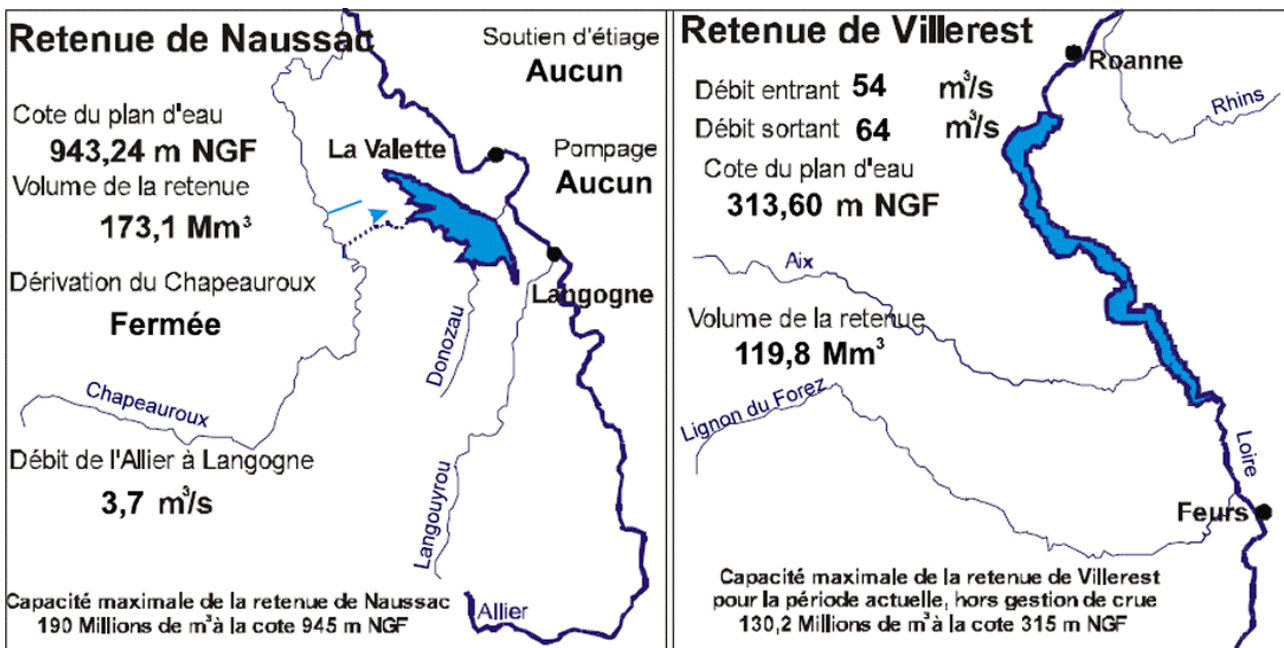 Retenue de Naussac
Soutien d'étiage
Aucun
Cote du plan d'eau
943,24 m NGF
La Valette
Pompage
Aucun
Volume de la retenue
173,1 Mm³
Dérivation du Chapeauroux
Fermée
Langogne
Donozau
Chapeauroux
Débit de l'Allier à Langogne
3,7 m³/s
Langouyrou
Allier
Capacité maximale de la retenue de Naussac
190 Millions de m³ à la cote 945 m NGF
Retenue de Villerest
Roanne
Débit entrant 54 m³/s
Débit sortant 64 m³/s
Rhins
Cote du plan d'eau
313,60 m NGF
Aix
Volume de la retenue
119,8 Mm³
Lignon du Forez
Loire
Feurs
Capacité maximale de la retenue de Villerest
pour la période actuelle, hors gestion de crue
130,2 Millions de m³ à la cote 315 m NGF